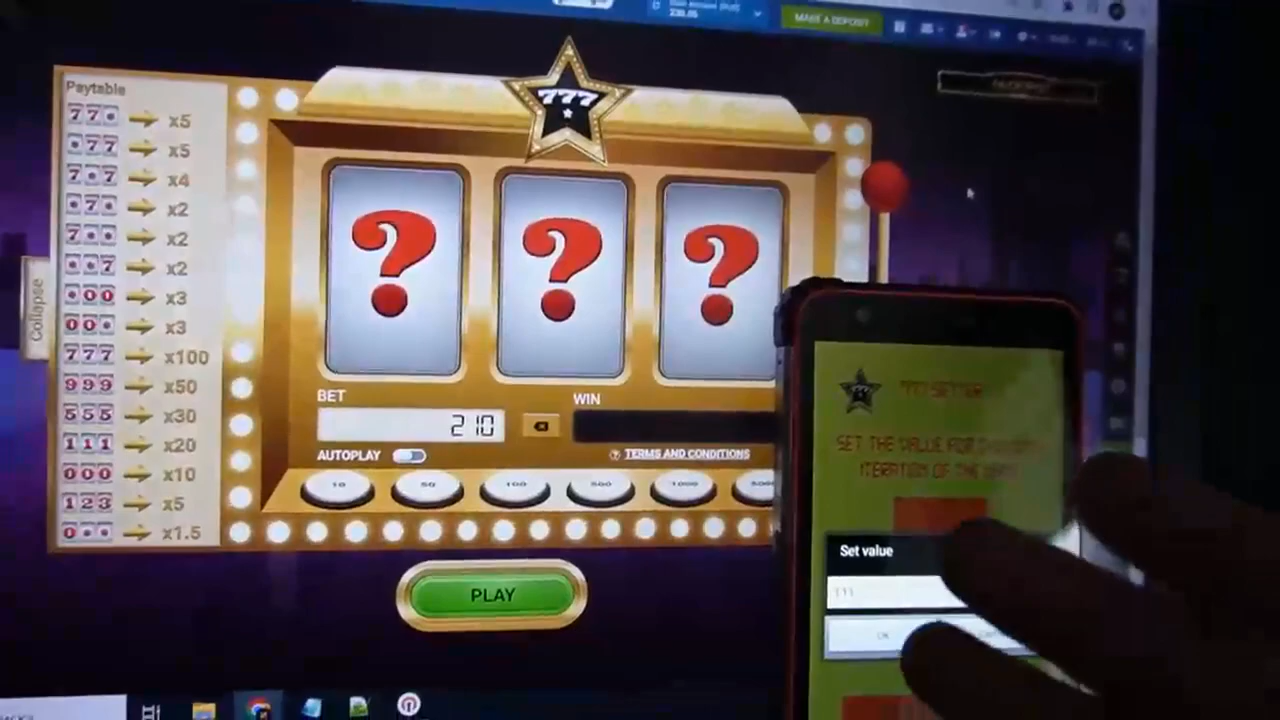 MAKE A DEPOSIT
777
Paytable
77•
x5
•77
x5
7•7
x4
•7•
x2
7••
x2
••7
x2
•00
x3
00•
x3
777
x100
999
x50
555
x30
111
x20
000
x10
123
x5
0••
x1.5
Collapse
? ? ?
BET
WIN
210
AUTOPLAY
TERMS AND CONDITIONS
10
50
100
500
1000
PLAY
SET THE VALUE FOR
ITERATION OF THE
Set value
OK